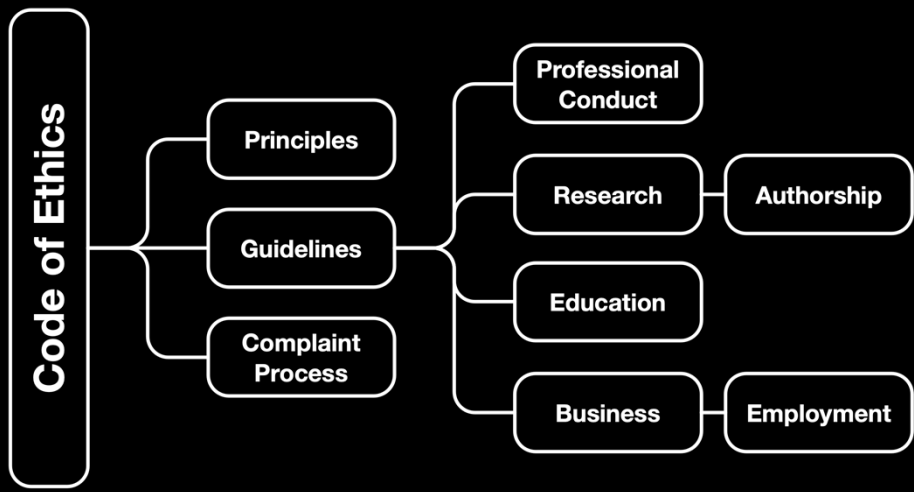 Code of Ethics
Principles
Guidelines
Complaint
Process
Professional
Conduct
Research
Authorship
Education
Business
Employment